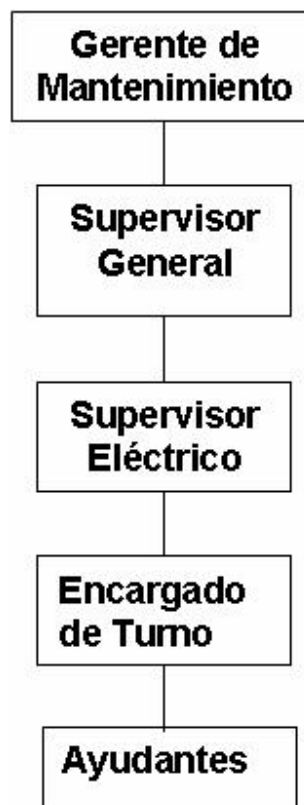 Gerente de
Mantenimiento
Supervisor
General
Supervisor
Eléctrico
Encargado
de Turno
Ayudantes